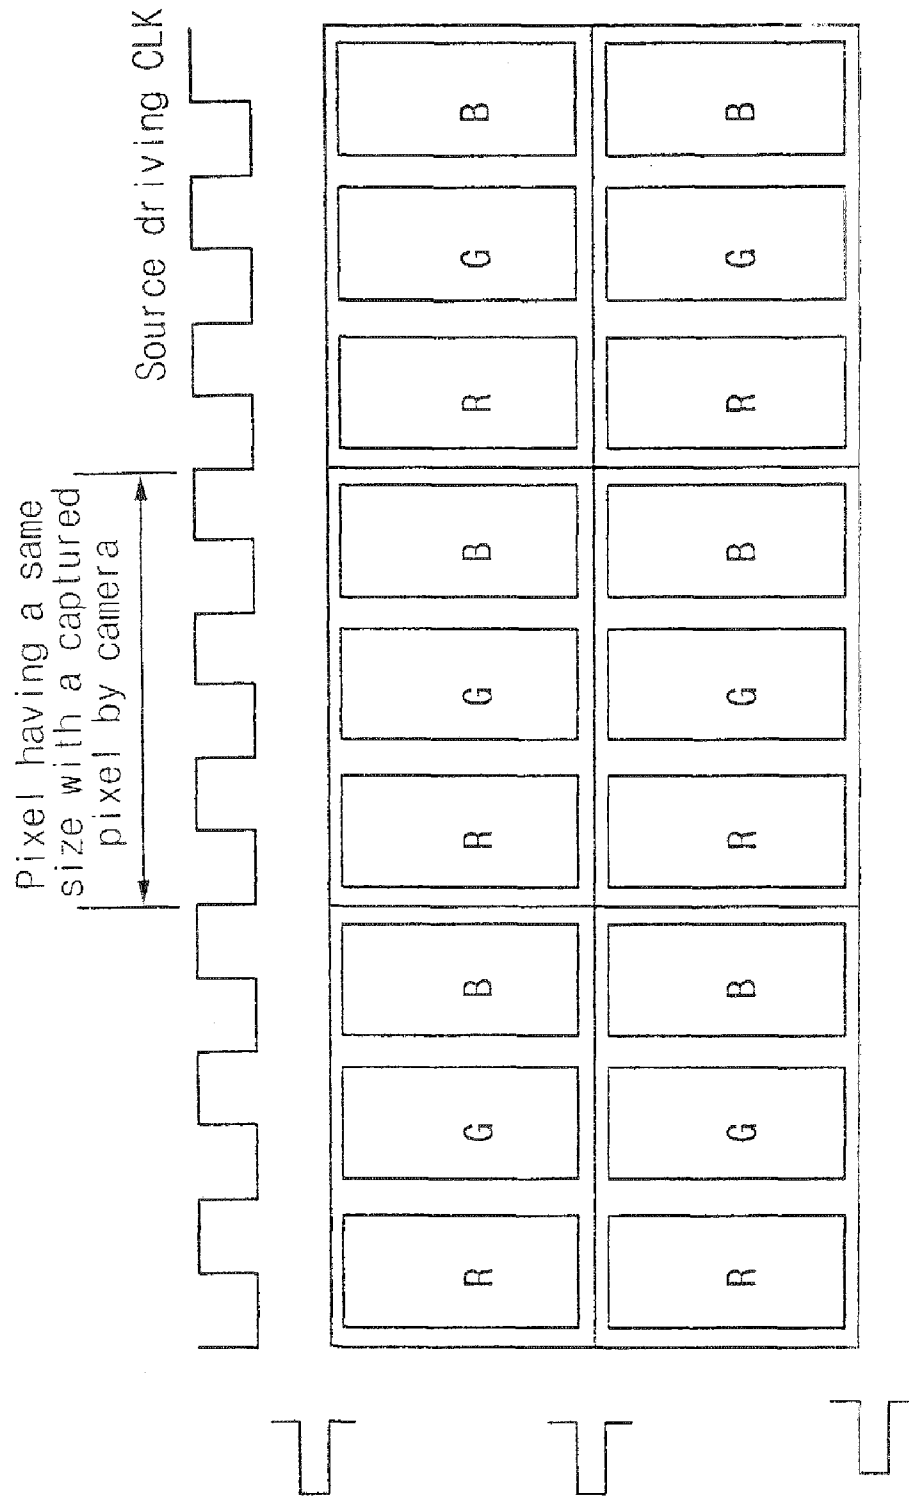 Pixel having a same
size with a captured
pixel by camera
Source driving CLK
R G B R G B R G B
R G B R G B R G B